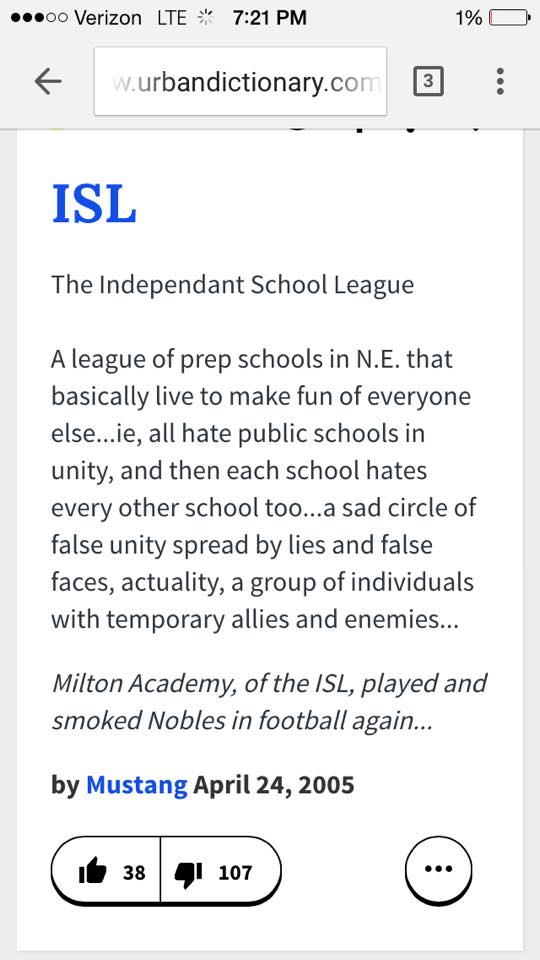 Verizon LTE 7:21 PM 1%
w.urbandictionary.com 3
ISL
The Independant School League
A league of prep schools in N.E. that
basically live to make fun of everyone
else...ie, all hate public schools in
unity, and then each school hates
every other school too...a sad circle of
false unity spread by lies and false
faces, actuality, a group of individuals
with temporary allies and enemies...
Milton Academy, of the ISL, played and
smoked Nobles in football again...
by Mustang April 24, 2005
38 107